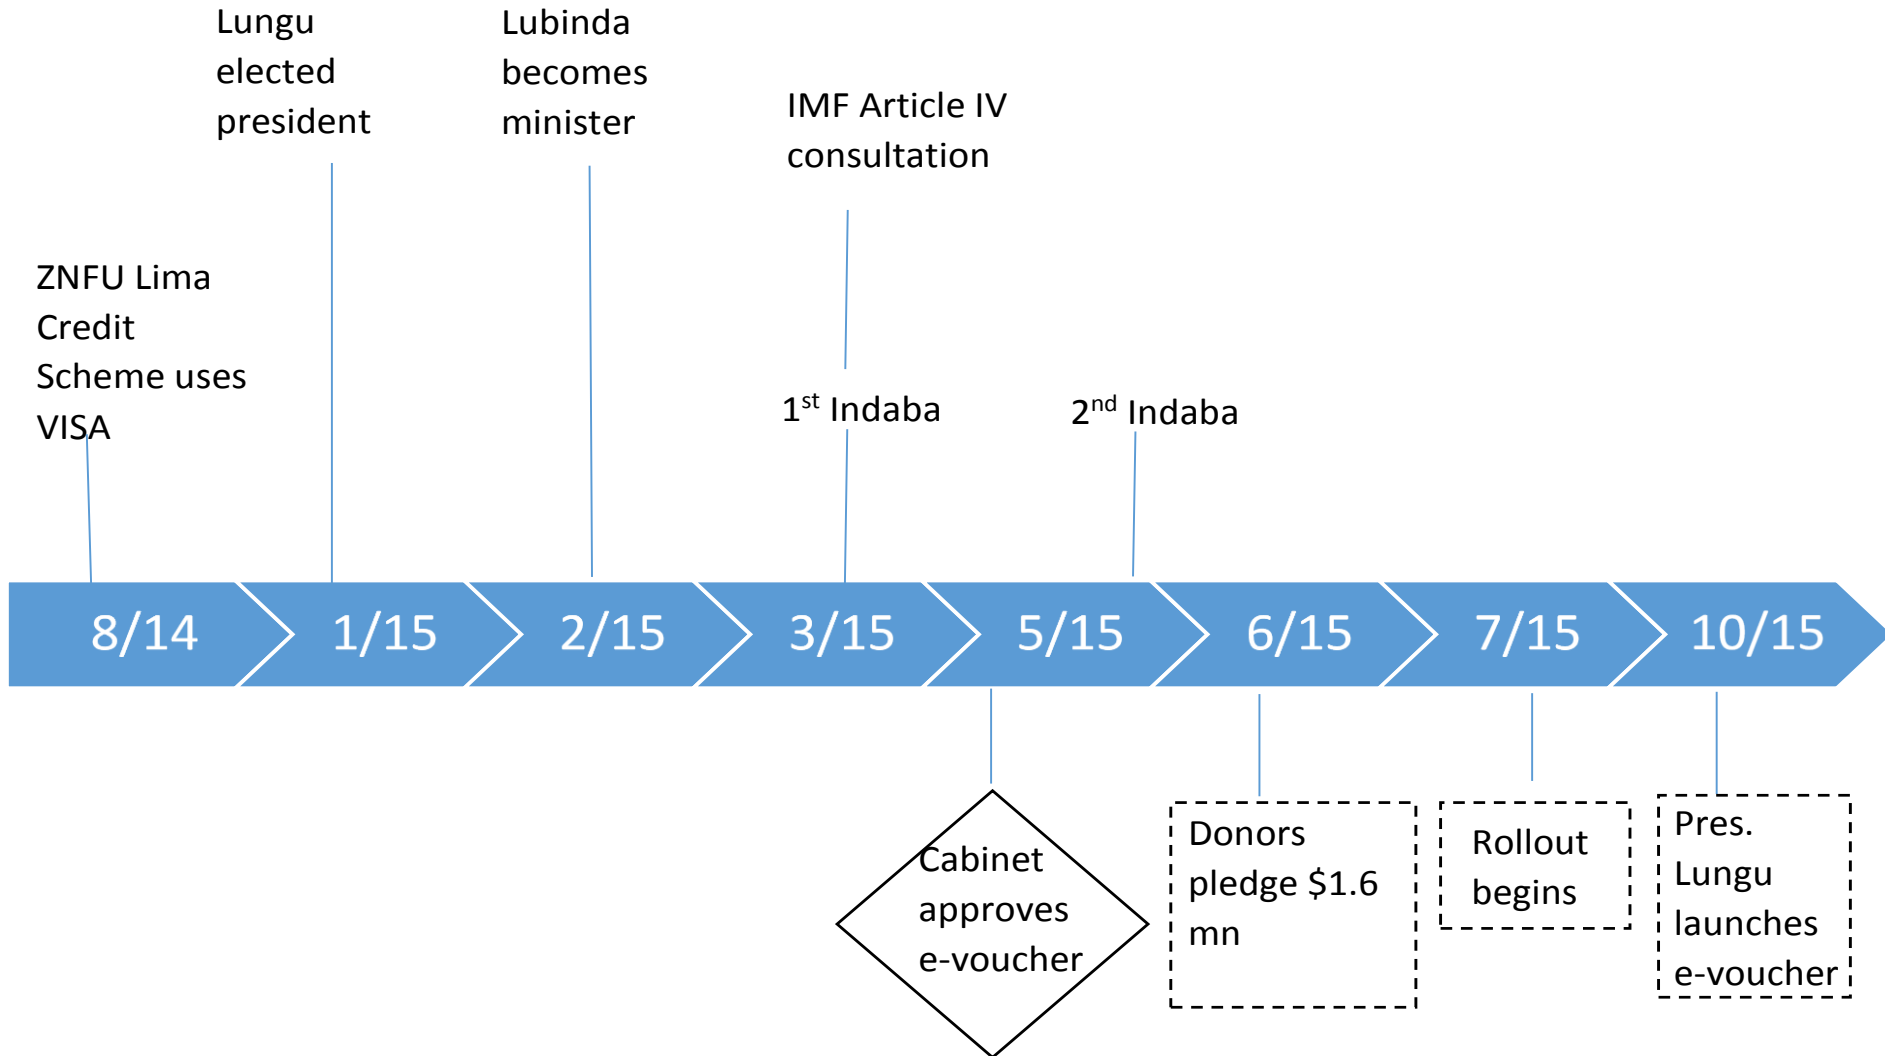 Lungu
elected
president
Lubinda
becomes
minister
IMF Article IV
consultation
ZNFU Lima
Credit
Scheme uses
VISA
1st Indaba
2nd Indaba
8/14
1/15
2/15
3/15
5/15
6/15
7/15
10/15
Cabinet
approves
e-voucher
Donors
pledge $1.6
mn
Rollout
begins
Pres.
Lungu
launches
e-voucher